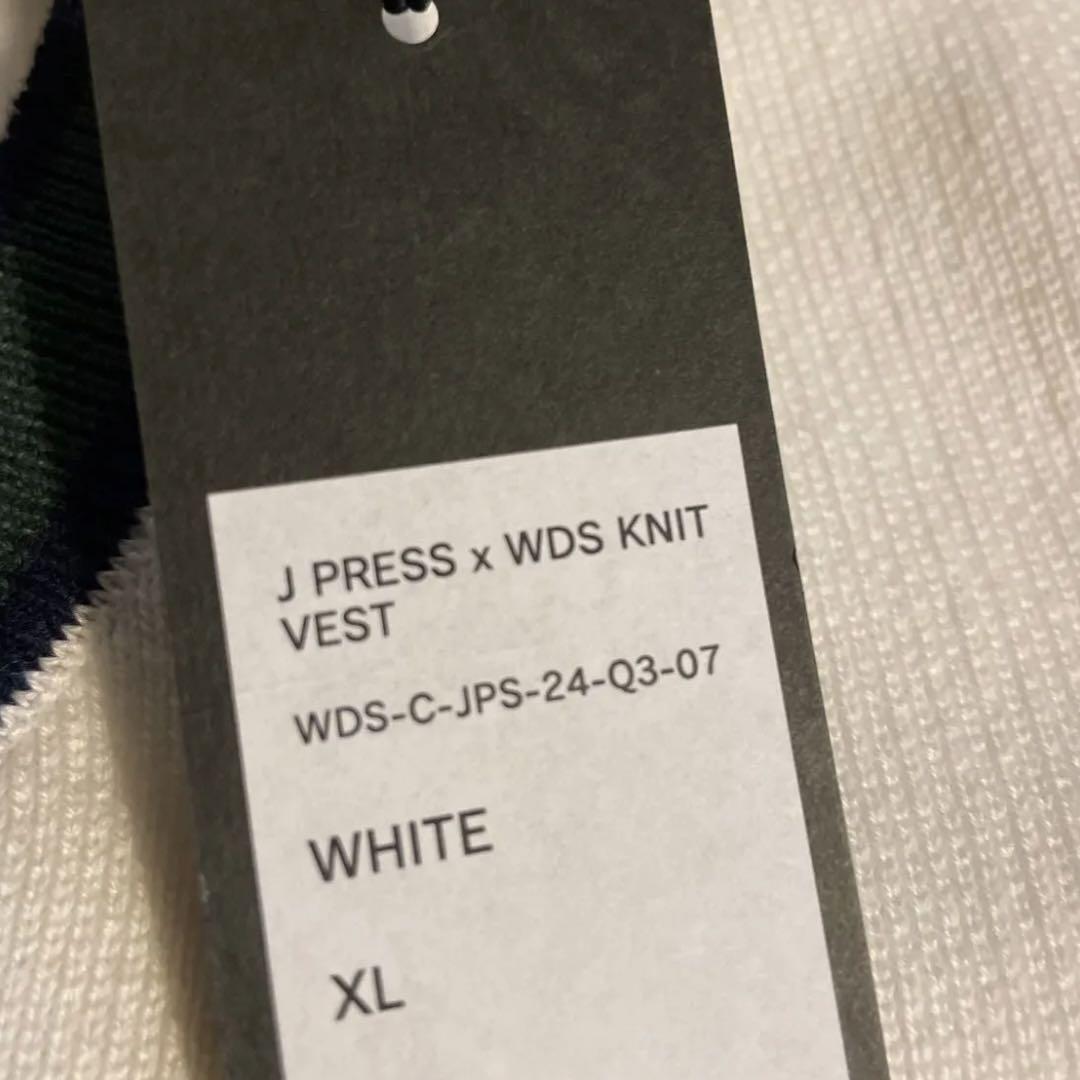 J PRESS x WDS KNIT
VEST
WDS-C-JPS-24-Q3-07
WHITE
XL